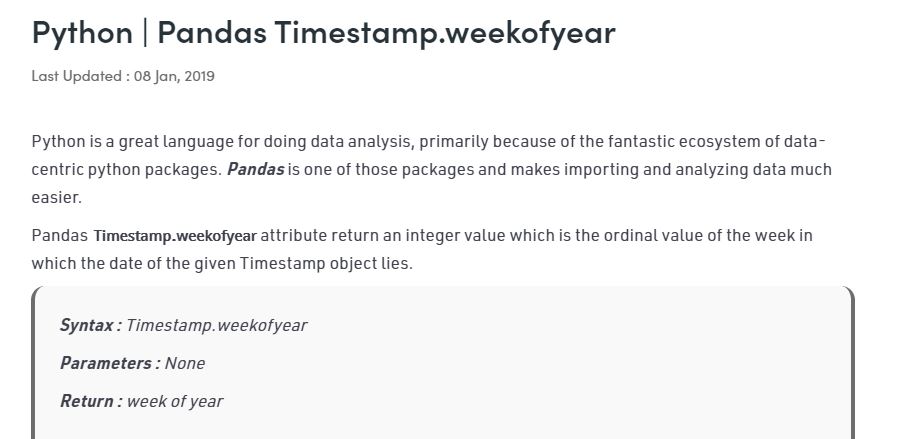 Python | Pandas Timestamp.weekofyear
Last Updated : 08 Jan, 2019
Python is a great language for doing data analysis, primarily because of the fantastic ecosystem of data-
centric python packages. Pandas is one of those packages and makes importing and analyzing data much
easier.
Pandas Timestamp.weekofyear attribute return an integer value which is the ordinal value of the week in
which the date of the given Timestamp object lies.
Syntax : Timestamp.weekofyear
Parameters : None
Return : week of year